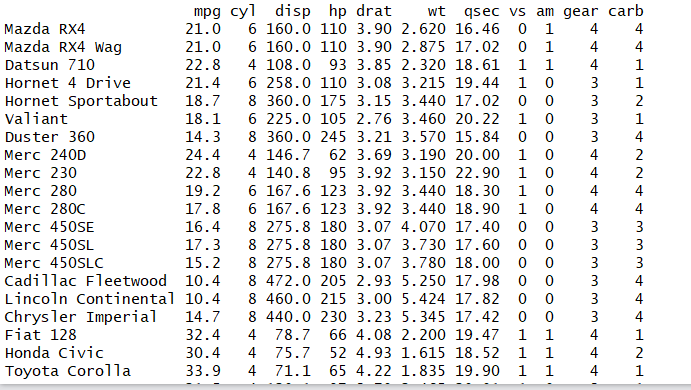 mpg cyl disp hp drat wt qsec vs am gear carb
Mazda RX4 21.0 6 160.0 110 3.90 2.620 16.46 0 1 4 4
Mazda RX4 Wag 21.0 6 160.0 110 3.90 2.875 17.02 0 1 4 4
Datsun 710 22.8 4 108.0 93 3.85 2.320 18.61 1 1 4 1
Hornet 4 Drive 21.4 6 258.0 110 3.08 3.215 19.44 1 0 3 1
Hornet Sportabout 18.7 8 360.0 175 3.15 3.440 17.02 0 0 3 2
Valiant 18.1 6 225.0 105 2.76 3.460 20.22 1 0 3 1
Duster 360 14.3 8 360.0 245 3.21 3.570 15.84 0 0 3 4
Merc 240D 24.4 4 146.7 62 3.69 3.190 20.00 1 0 4 2
Merc 230 22.8 4 140.8 95 3.92 3.150 22.90 1 0 4 2
Merc 280 19.2 6 167.6 123 3.92 3.440 18.30 1 0 4 4
Merc 280C 17.8 6 167.6 123 3.92 3.440 18.90 1 0 4 4
Merc 450SE 16.4 8 275.8 180 3.07 4.070 17.40 0 0 3 3
Merc 450SL 17.3 8 275.8 180 3.07 3.730 17.60 0 0 3 3
Merc 450SLC 15.2 8 275.8 180 3.07 3.780 18.00 0 0 3 3
Cadillac Fleetwood 10.4 8 472.0 205 2.93 5.250 17.98 0 0 3 4
Lincoln Continental 10.4 8 460.0 215 3.00 5.424 17.82 0 0 3 4
Chrysler Imperial 14.7 8 440.0 230 3.23 5.345 17.42 0 0 3 4
Fiat 128 32.4 4 78.7 66 4.08 2.200 19.47 1 1 4 1
Honda Civic 30.4 4 75.7 52 4.93 1.615 18.52 1 1 4 2
Toyota Corolla 33.9 4 71.1 65 4.22 1.835 19.90 1 1 4 1